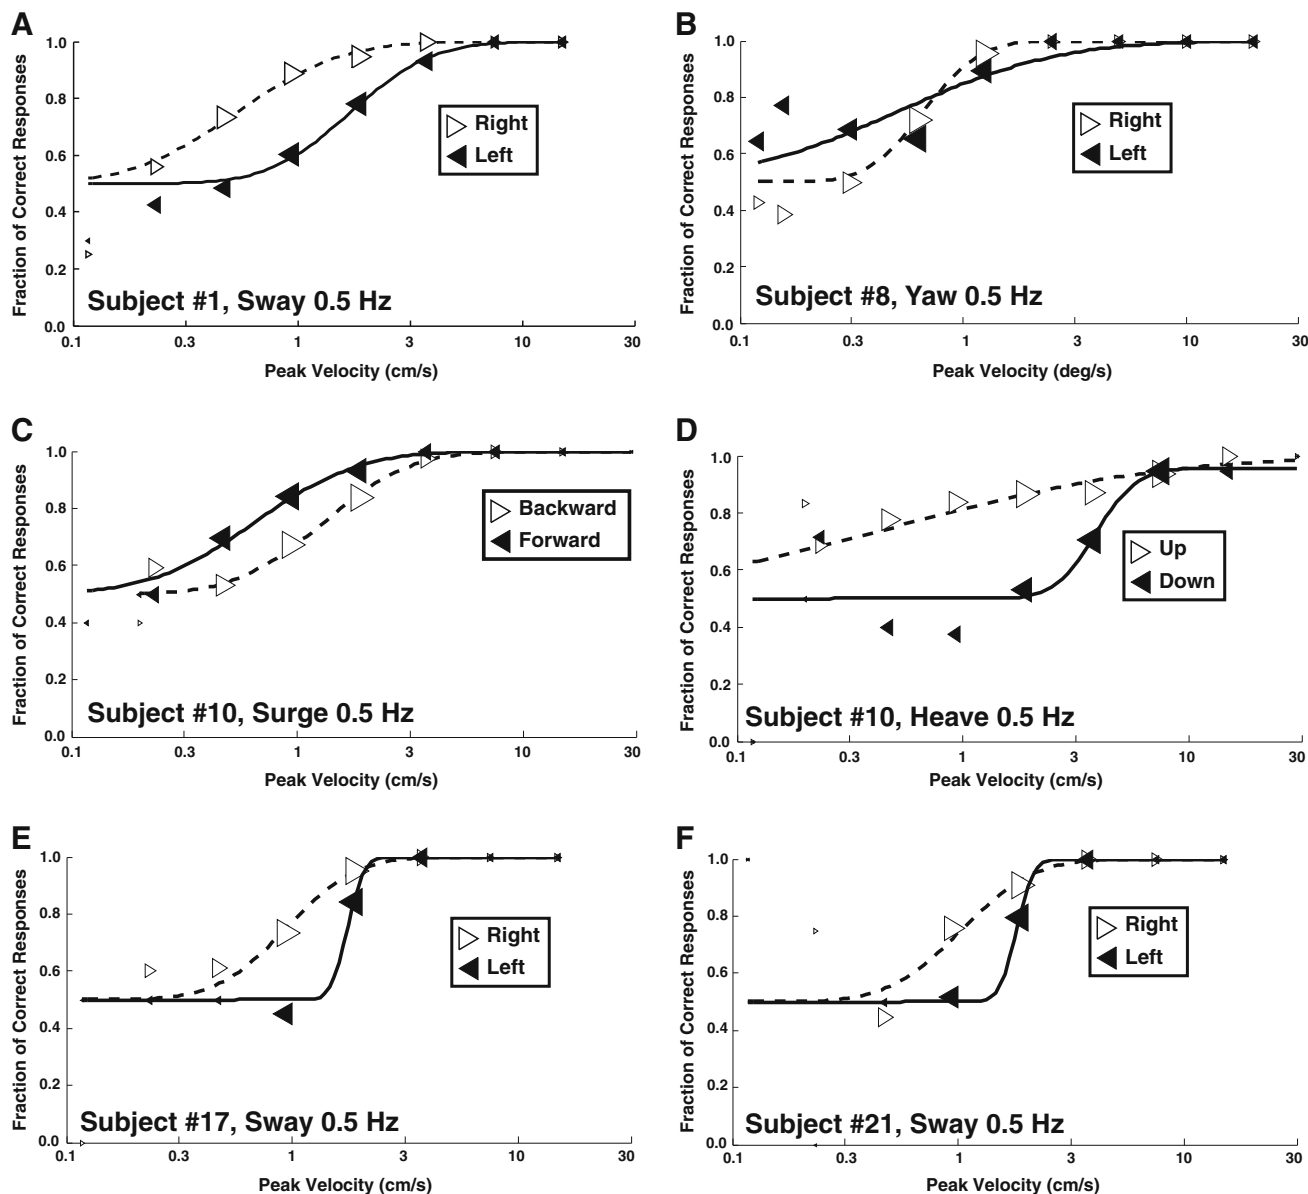 A
Fraction of Correct Responses
1.0
0.8
0.6
0.4
0.2
0.0
0.1 0.3 1 3 10 30
Peak Velocity (cm/s)
Right
Left
Subject #1, Sway 0.5 Hz
B
Fraction of Correct Responses
1.0
0.8
0.6
0.4
0.2
0.0
0.1 0.3 1 3 10 30
Peak Velocity (deg/s)
Right
Left
Subject #8, Yaw 0.5 Hz
C
Fraction of Correct Responses
1.0
0.8
0.6
0.4
0.2
0.0
0.1 0.3 1 3 10 30
Peak Velocity (cm/s)
Backward
Forward
Subject #10, Surge 0.5 Hz
D
Fraction of Correct Responses
1.0
0.8
0.6
0.4
0.2
0.0
0.1 0.3 1 3 10 30
Peak Velocity (cm/s)
Up
Down
Subject #10, Heave 0.5 Hz
E
Fraction of Correct Responses
1.0
0.8
0.6
0.4
0.2
0.0
0.1 0.3 1 3 10 30
Peak Velocity (cm/s)
Right
Left
Subject #17, Sway 0.5 Hz
F
Fraction of Correct Responses
1.0
0.8
0.6
0.4
0.2
0.0
0.1 0.3 1 3 10 30
Peak Velocity (cm/s)
Right
Left
Subject #21, Sway 0.5 Hz